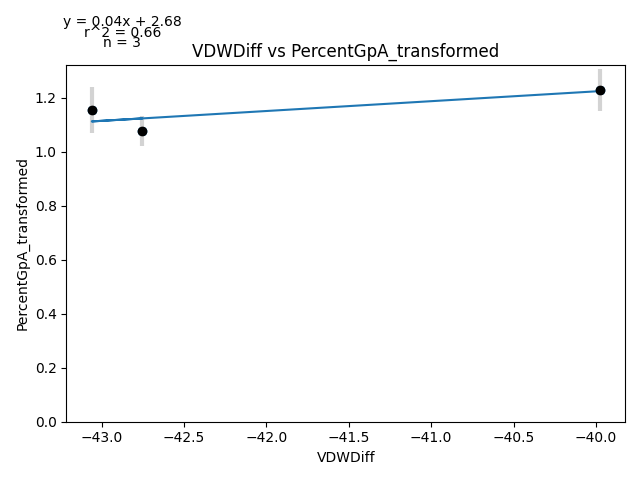 y = 0.04x + 2.68
r^2 = 0.66
n = 3
VDWDiff vs PercentGpA_transformed
PercentGpA_transformed
1.2
1.0
0.8
0.6
0.4
0.2
0.0
−43.0 −42.5 −42.0 −41.5 −41.0 −40.5 −40.0
VDWDiff